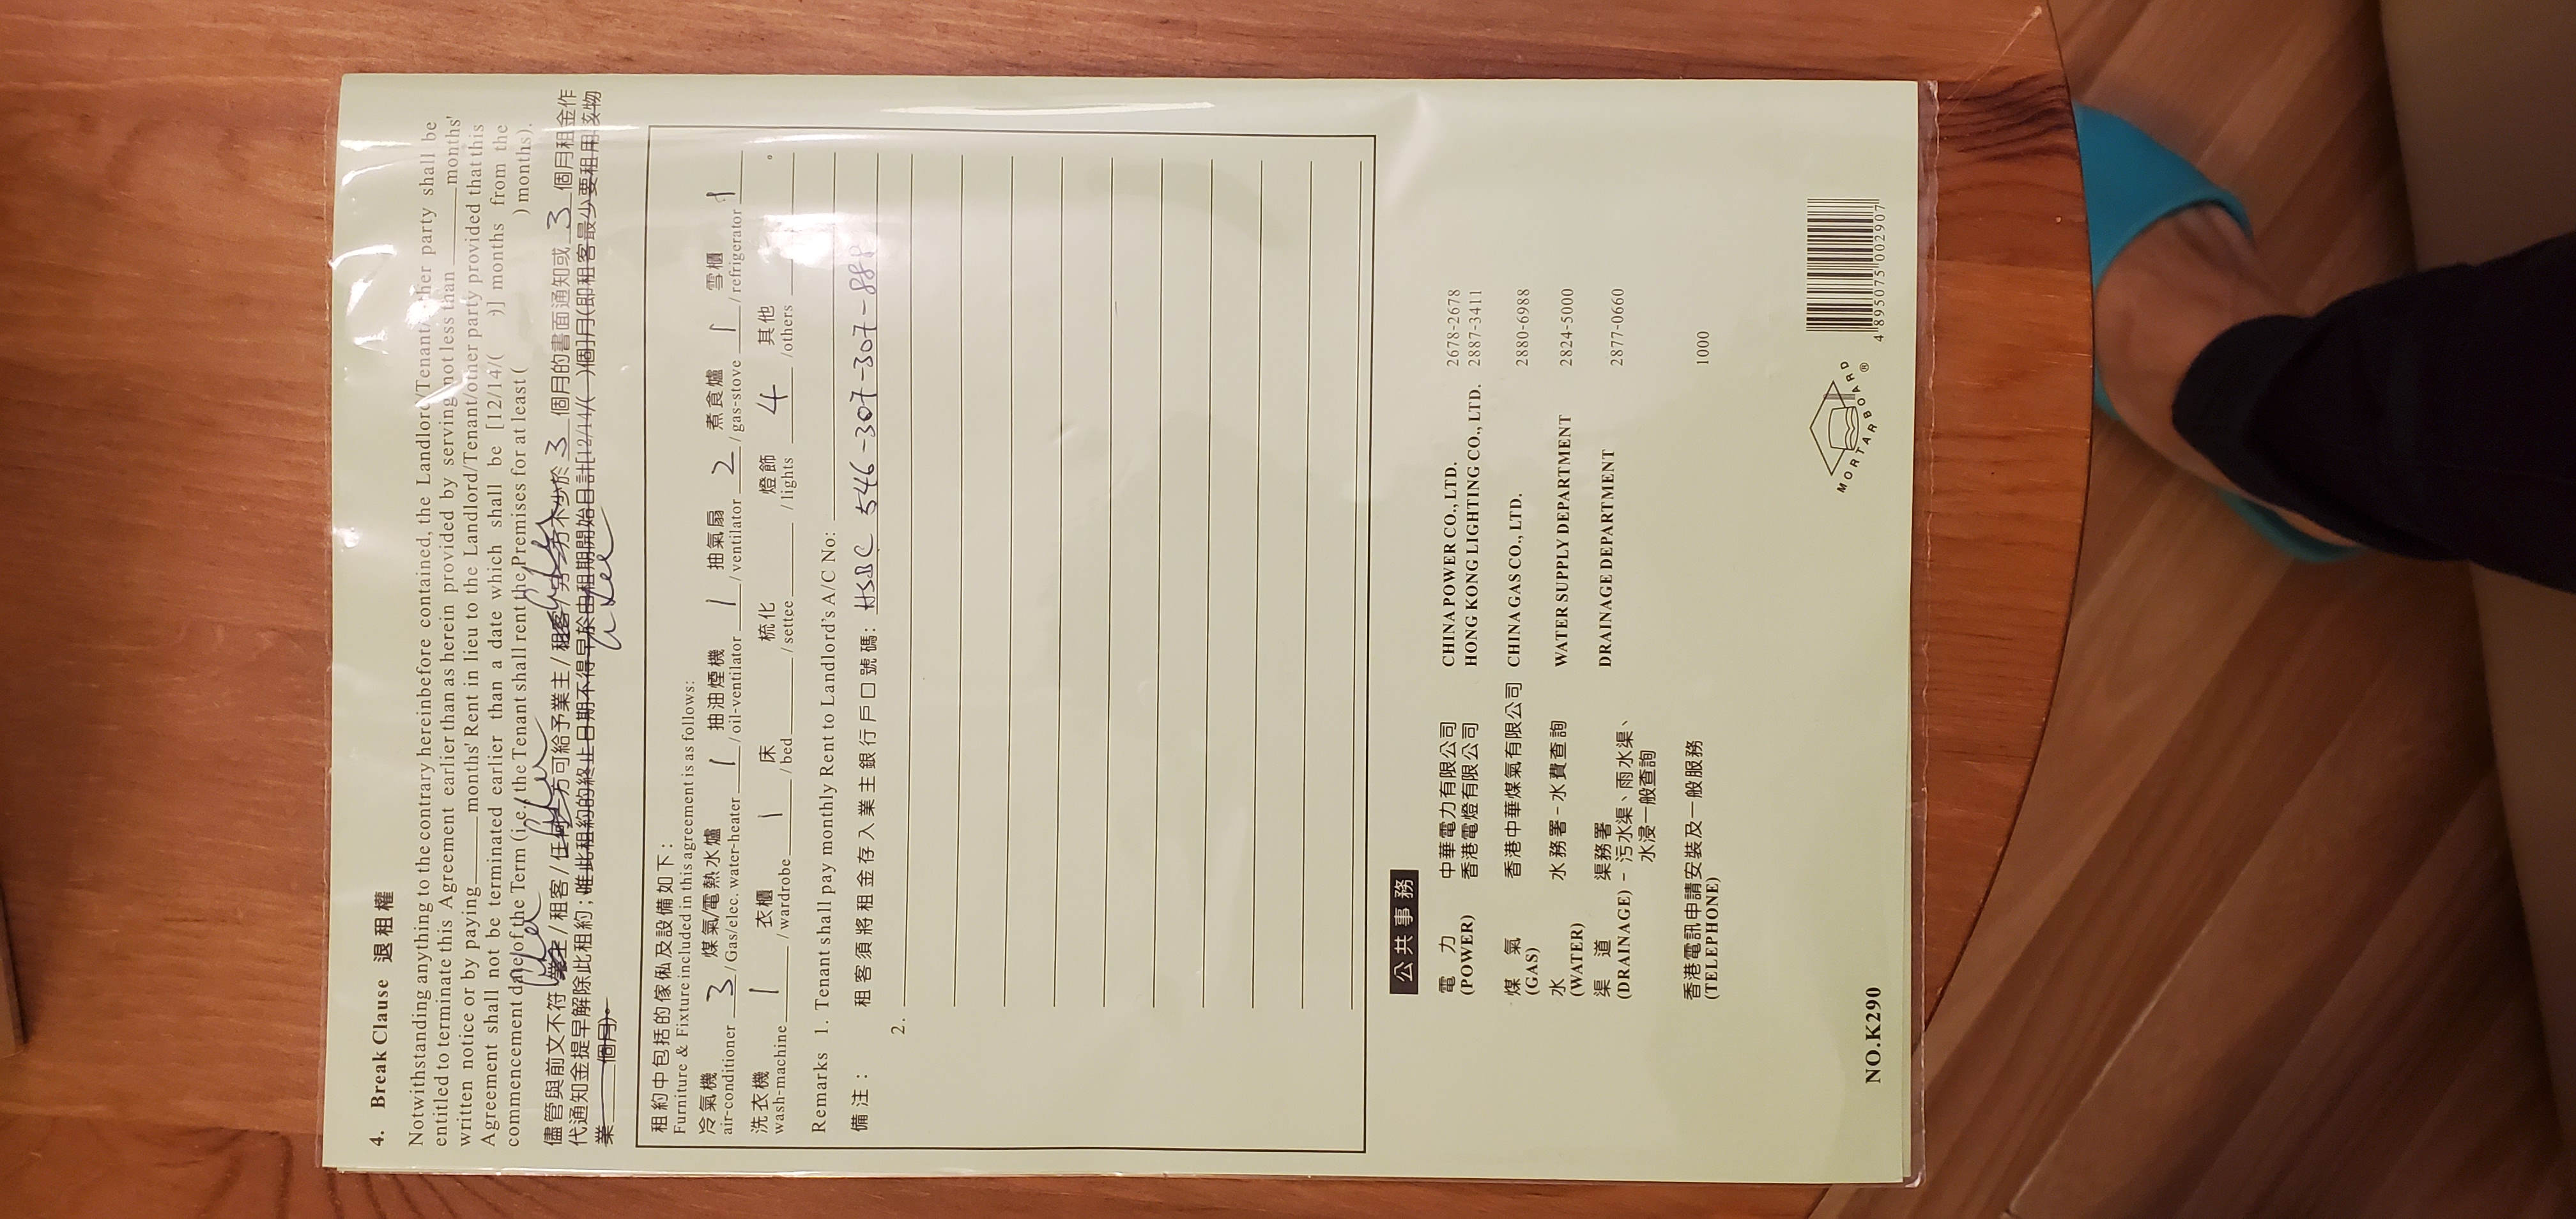 4. Break Clause 退租權
Notwithstanding anything to the contrary hereinbefore contained, the Landlord/Tenant/other party shall be
entitled to terminate this Agreement earlier than as herein provided by serving not less than ______ months'
written notice or by paying ______ months' Rent in lieu to the Landlord/Tenant/other party provided that this
Agreement shall not be terminated earlier than a date which shall be [12/14/( )] months from the
commencement date of the Term (i.e. the Tenant shall rent the Premises for at least ( ) months).
儘管與前文不符 業主/租客/任何一方可給予業主/租客/另一方不少於 3 個月的書面通知或 3 個月租金作
代通知金提早解除此租約;唯此租約的終止日期不得早於由租期開始日計[12/14/( )個]月(即租客最少要租用該物
業______個月)。
租約中包括的傢俬及設備如下:
Furniture & Fixture included in this agreement is as follows:
冷氣機 煤氣/電熱水爐 抽油煙機 抽氣扇 煮食爐 雪櫃
air-conditioner 3 / Gas/elec. water-heater 1 / oil-ventilator 1 / ventilator 2 / gas-stove 1 / refrigerator 1
洗衣機 衣櫃 床 梳化 燈飾 其他
wash-machine 1 / wardrobe 1 / bed ______ / settee ______ / lights 4 / others ______ 。
Remarks 1. Tenant shall pay monthly Rent to Landlord's A/C No: ______
備注: 租客須將租金存入業主銀行戶口號碼: HSBC 546-307-307-888
2.
公共事務
電力 中華電力有限公司 CHINA POWER CO., LTD. 2678-2678
(POWER) 香港電燈有限公司 HONG KONG LIGHTING CO., LTD. 2887-3411
煤氣 香港中華煤氣有限公司 CHINA GAS CO., LTD. 2880-6988
(GAS)
水 水務署-水費查詢 WATER SUPPLY DEPARTMENT 2824-5000
(WATER)
渠道 渠務署 DRAINAGE DEPARTMENT 2877-0660
(DRAINAGE) - 污水渠、雨水渠、
水浸一般查詢
香港電訊申請安裝及一般服務 1000
(TELEPHONE)
NO.K290
MORTARBOARD ®
4 895075 002907